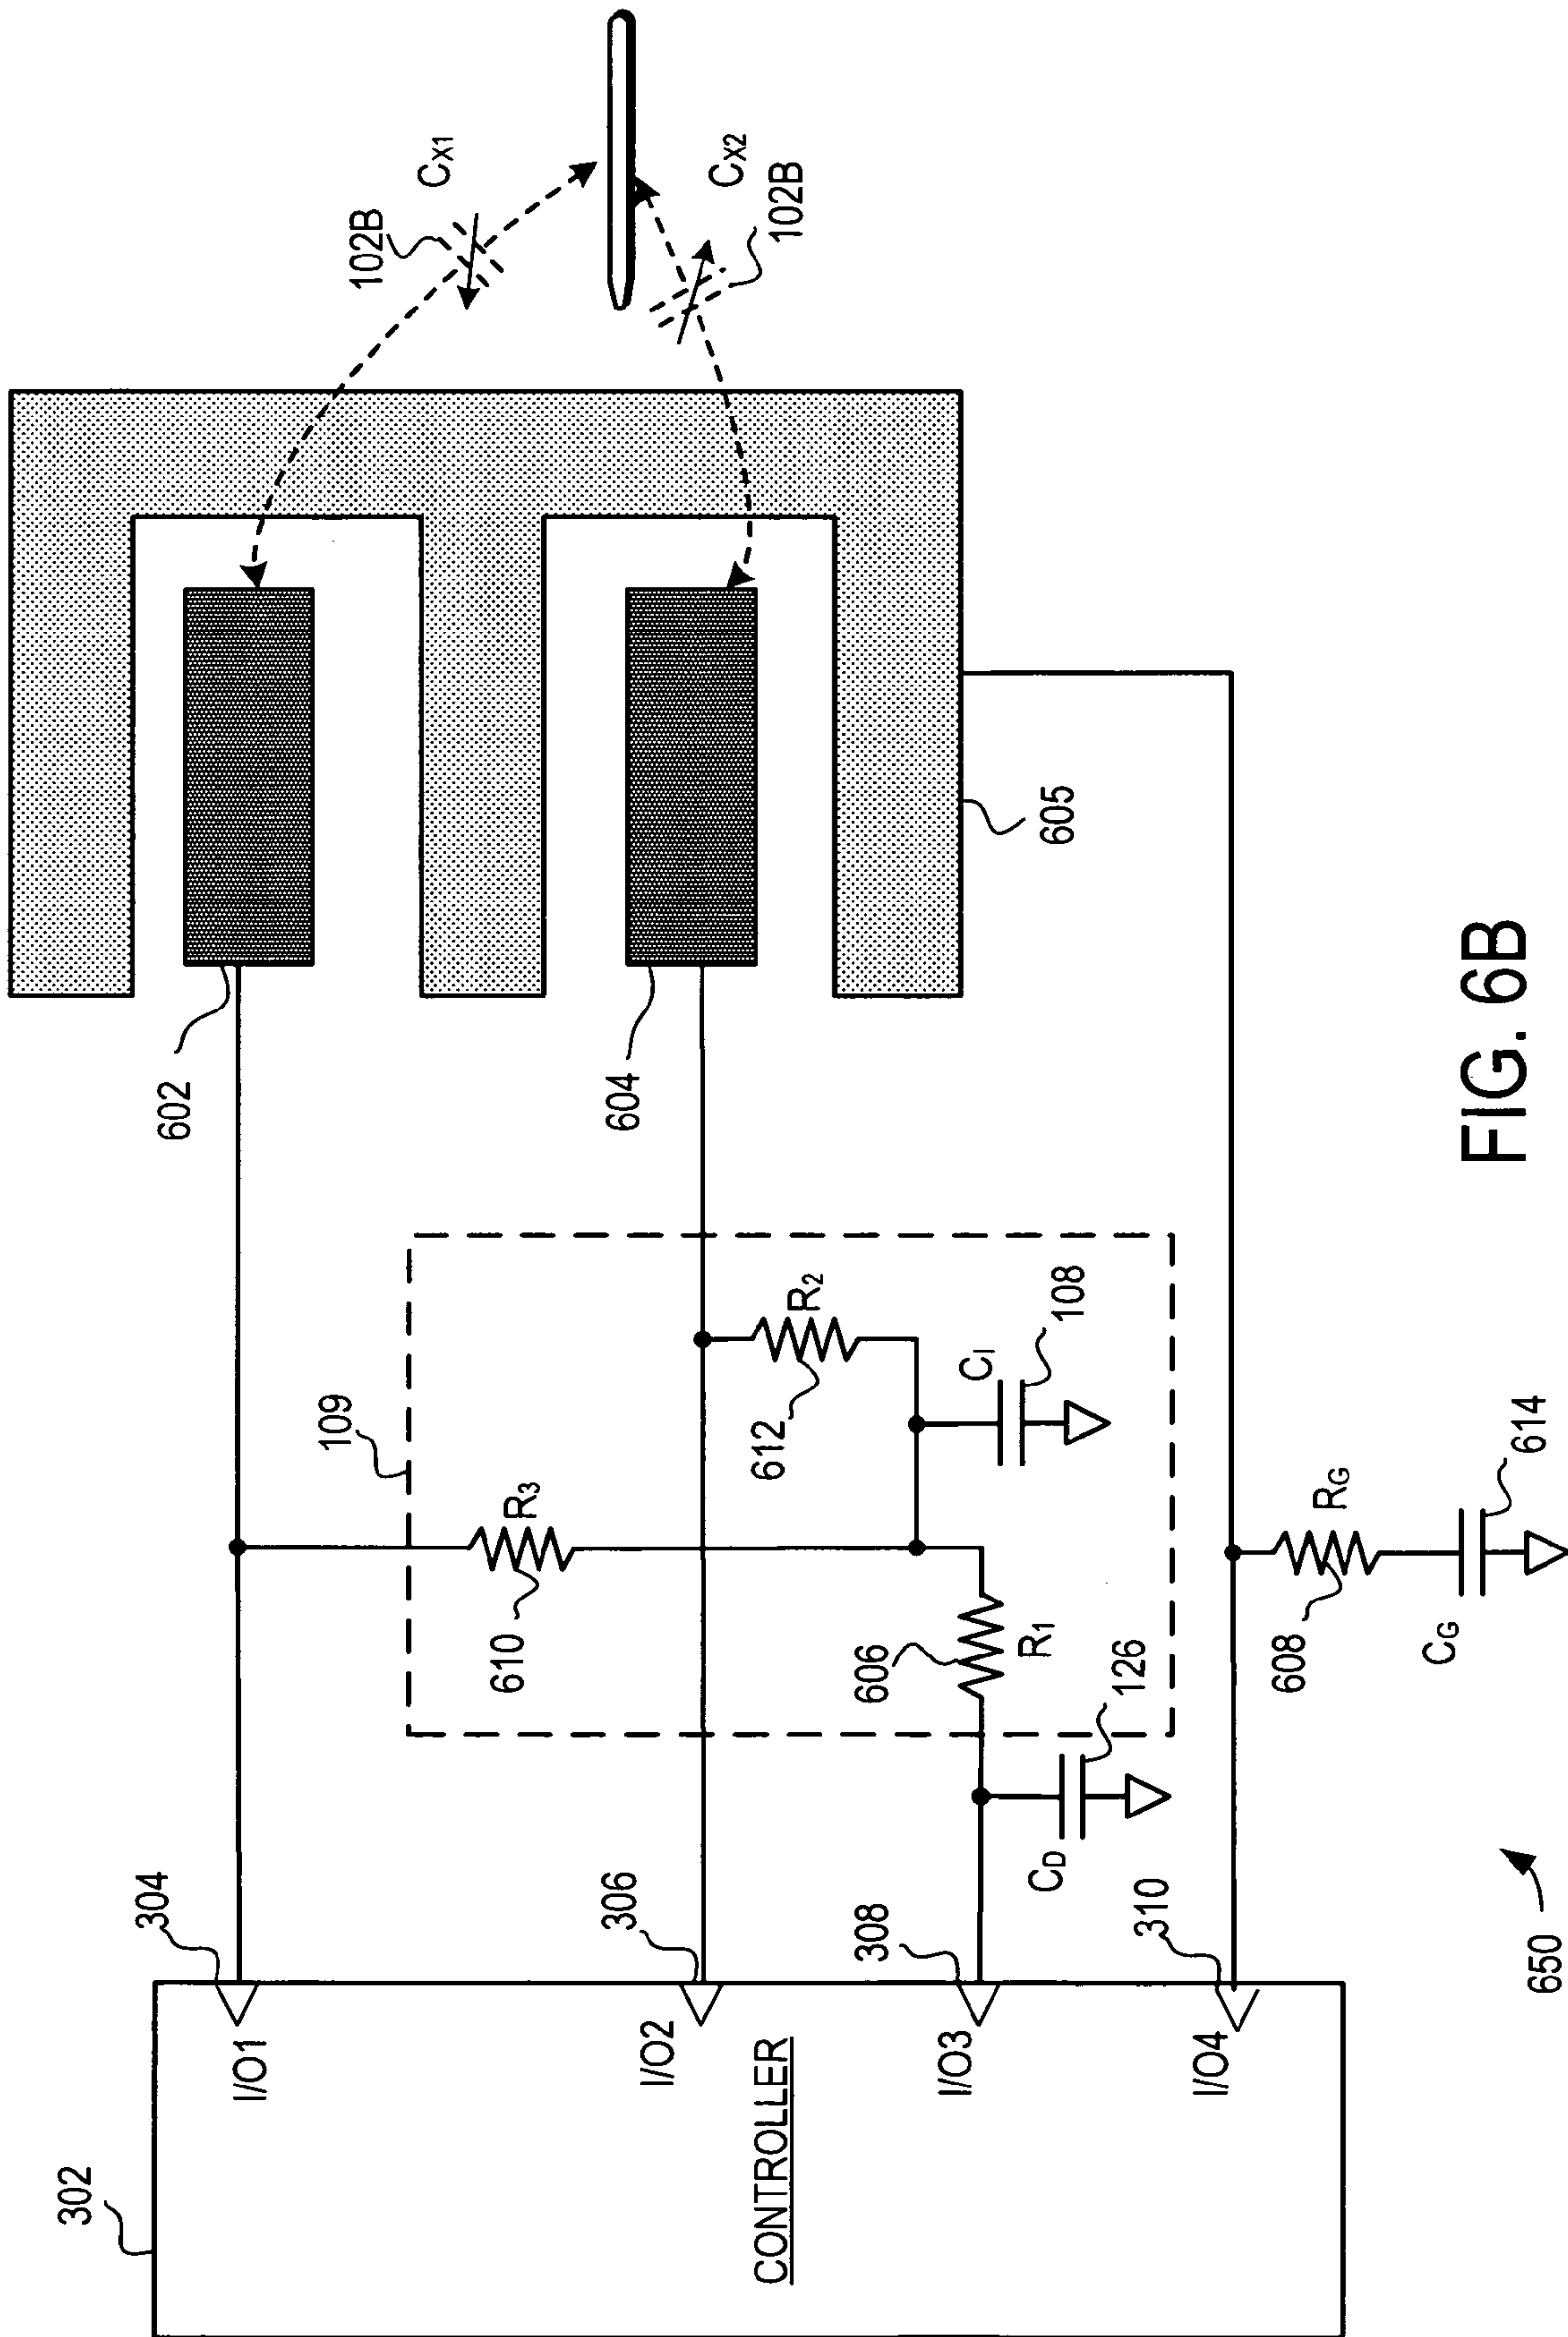 302
CONTROLLER
I/O1
304
I/O2
306
I/O3
308
I/O4
310
602
604
605
109
R3
610
R2
612
CI
108
606
R1
CD
126
RG
608
CG
614
102B
CX1
CX2
102B
650
FIG. 6B